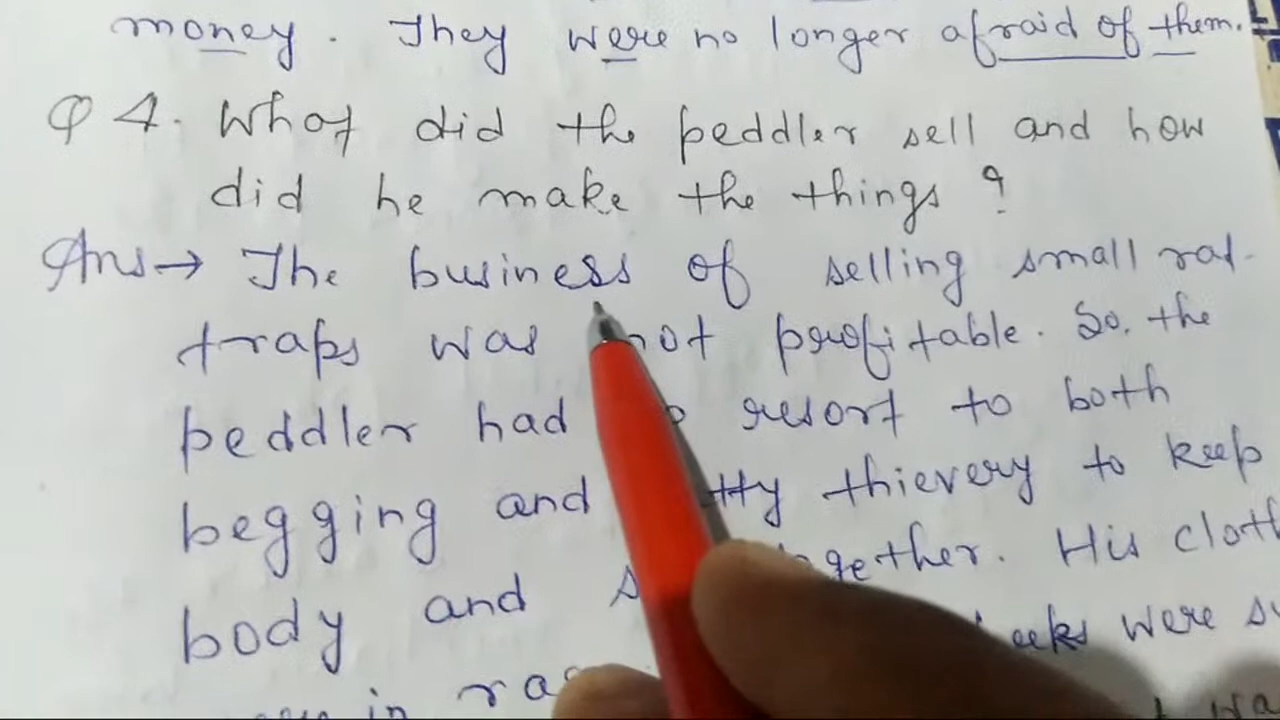 money. They were no longer afraid of them.
Q 4. What did the peddler sell and how
did he make the things ?
Ans → The business of selling small rat-
traps was not profitable. So, the
peddler had resort to both
begging and thievery to keep
body and together. His
were
in